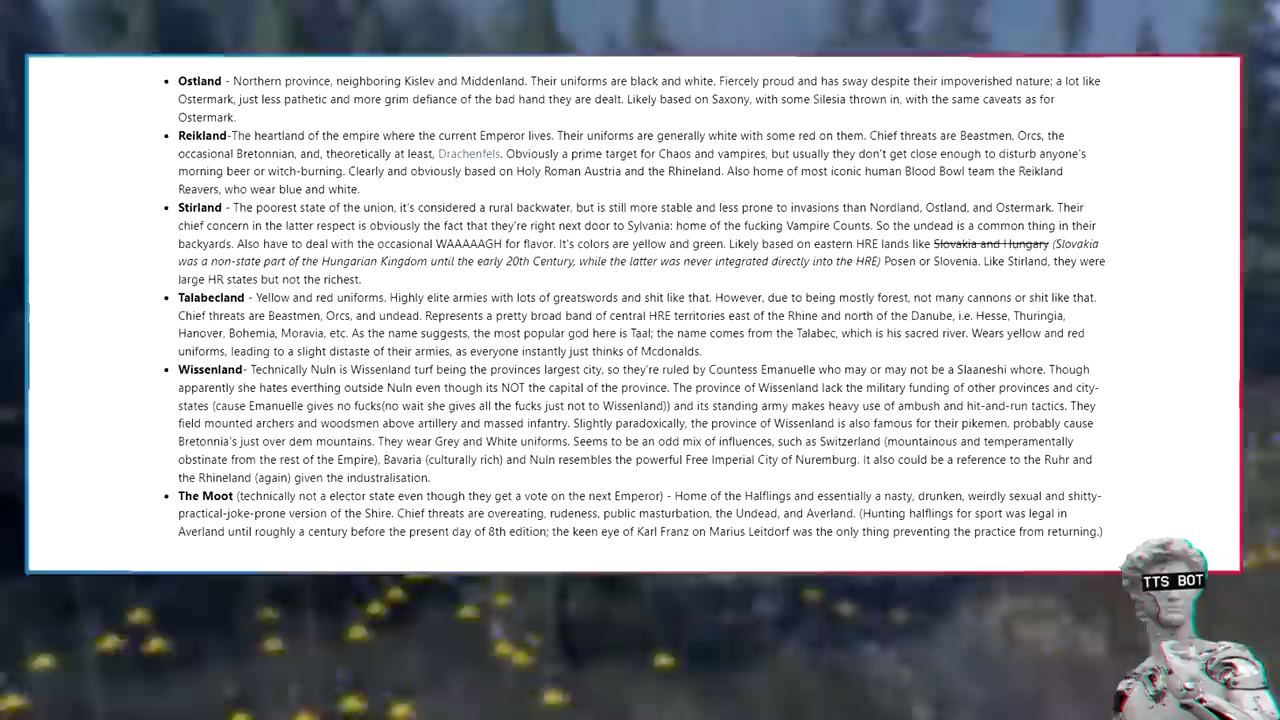 • Ostland - Northern province, neighboring Kislev and Middenland. Their uniforms are black and white. Fiercely proud and has sway despite their impoverished nature; a lot like
Ostermark, just less pathetic and more grim defiance of the bad hand they are dealt. Likely based on Saxony, with some Silesia thrown in, with the same caveats as for
Ostermark.
• Reikland-The heartland of the empire where the current Emperor lives. Their uniforms are generally white with some red on them. Chief threats are Beastmen, Orcs, the
occasional Bretonnian, and, theoretically at least, Drachenfels. Obviously a prime target for Chaos and vampires, but usually they don't get close enough to disturb anyone's
morning beer or witch-burning. Clearly and obviously based on Holy Roman Austria and the Rhineland. Also home of most iconic human Blood Bowl team the Reikland
Reavers, who wear blue and white.
• Stirland - The poorest state of the union, it's considered a rural backwater, but is still more stable and less prone to invasions than Nordland, Ostland, and Ostermark. Their
chief concern in the latter respect is obviously the fact that they're right next door to Sylvania: home of the fucking Vampire Counts. So the undead is a common thing in their
backyards. Also have to deal with the occasional WAAAAAGH for flavor. It's colors are yellow and green. Likely based on eastern HRE lands like Slovakia and Hungary (Slovakia
was a non-state part of the Hungarian Kingdom until the early 20th Century, while the latter was never integrated directly into the HRE) Posen or Slovenia. Like Stirland, they were
large HR states but not the richest.
• Talabecland - Yellow and red uniforms. Highly elite armies with lots of greatswords and shit like that. However, due to being mostly forest, not many cannons or shit like that.
Chief threats are Beastmen, Orcs, and undead. Represents a pretty broad band of central HRE territories east of the Rhine and north of the Danube, i.e. Hesse, Thuringia,
Hanover, Bohemia, Moravia, etc. As the name suggests, the most popular god here is Taal; the name comes from the Talabec, which is his sacred river. Wears yellow and red
uniforms, leading to a slight distaste of their armies, as everyone instantly just thinks of Mcdonalds.
• Wissenland- Technically Nuln is Wissenland turf being the provinces largest city, so they're ruled by Countess Emanuelle who may or may not be a Slaaneshi whore. Though
apparently she hates everthing outside Nuln even though its NOT the capital of the province. The province of Wissenland lack the military funding of other provinces and city-
states (cause Emanuelle gives no fucks(no wait she gives all the fucks just not to Wissenland)) and its standing army makes heavy use of ambush and hit-and-run tactics. They
field mounted archers and woodsmen above artillery and massed infantry. Slightly paradoxically, the province of Wissenland is also famous for their pikemen, probably cause
Bretonnia's just over dem mountains. They wear Grey and White uniforms. Seems to be an odd mix of influences, such as Switzerland (mountainous and temperamentally
obstinate from the rest of the Empire), Bavaria (culturally rich) and Nuln resembles the powerful Free Imperial City of Nuremburg. It also could be a reference to the Ruhr and
the Rhineland (again) given the industralisation.
• The Moot (technically not a elector state even though they get a vote on the next Emperor) - Home of the Halflings and essentially a nasty, drunken, weirdly sexual and shitty-
practical-joke-prone version of the Shire. Chief threats are overeating, rudeness, public masturbation, the Undead, and Averland. (Hunting halflings for sport was legal in
Averland until roughly a century before the present day of 8th edition; the keen eye of Karl Franz on Marius Leitdorf was the only thing preventing the practice from returning.)
TTS BOT